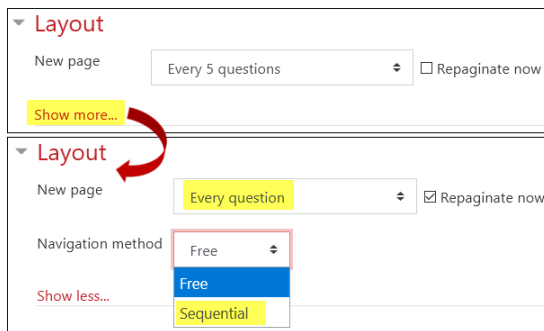 Layout
New page Every 5 questions Repaginate now
Show more...
Layout
New page Every question Repaginate now
Navigation method Free
Free
Show less...
Sequential